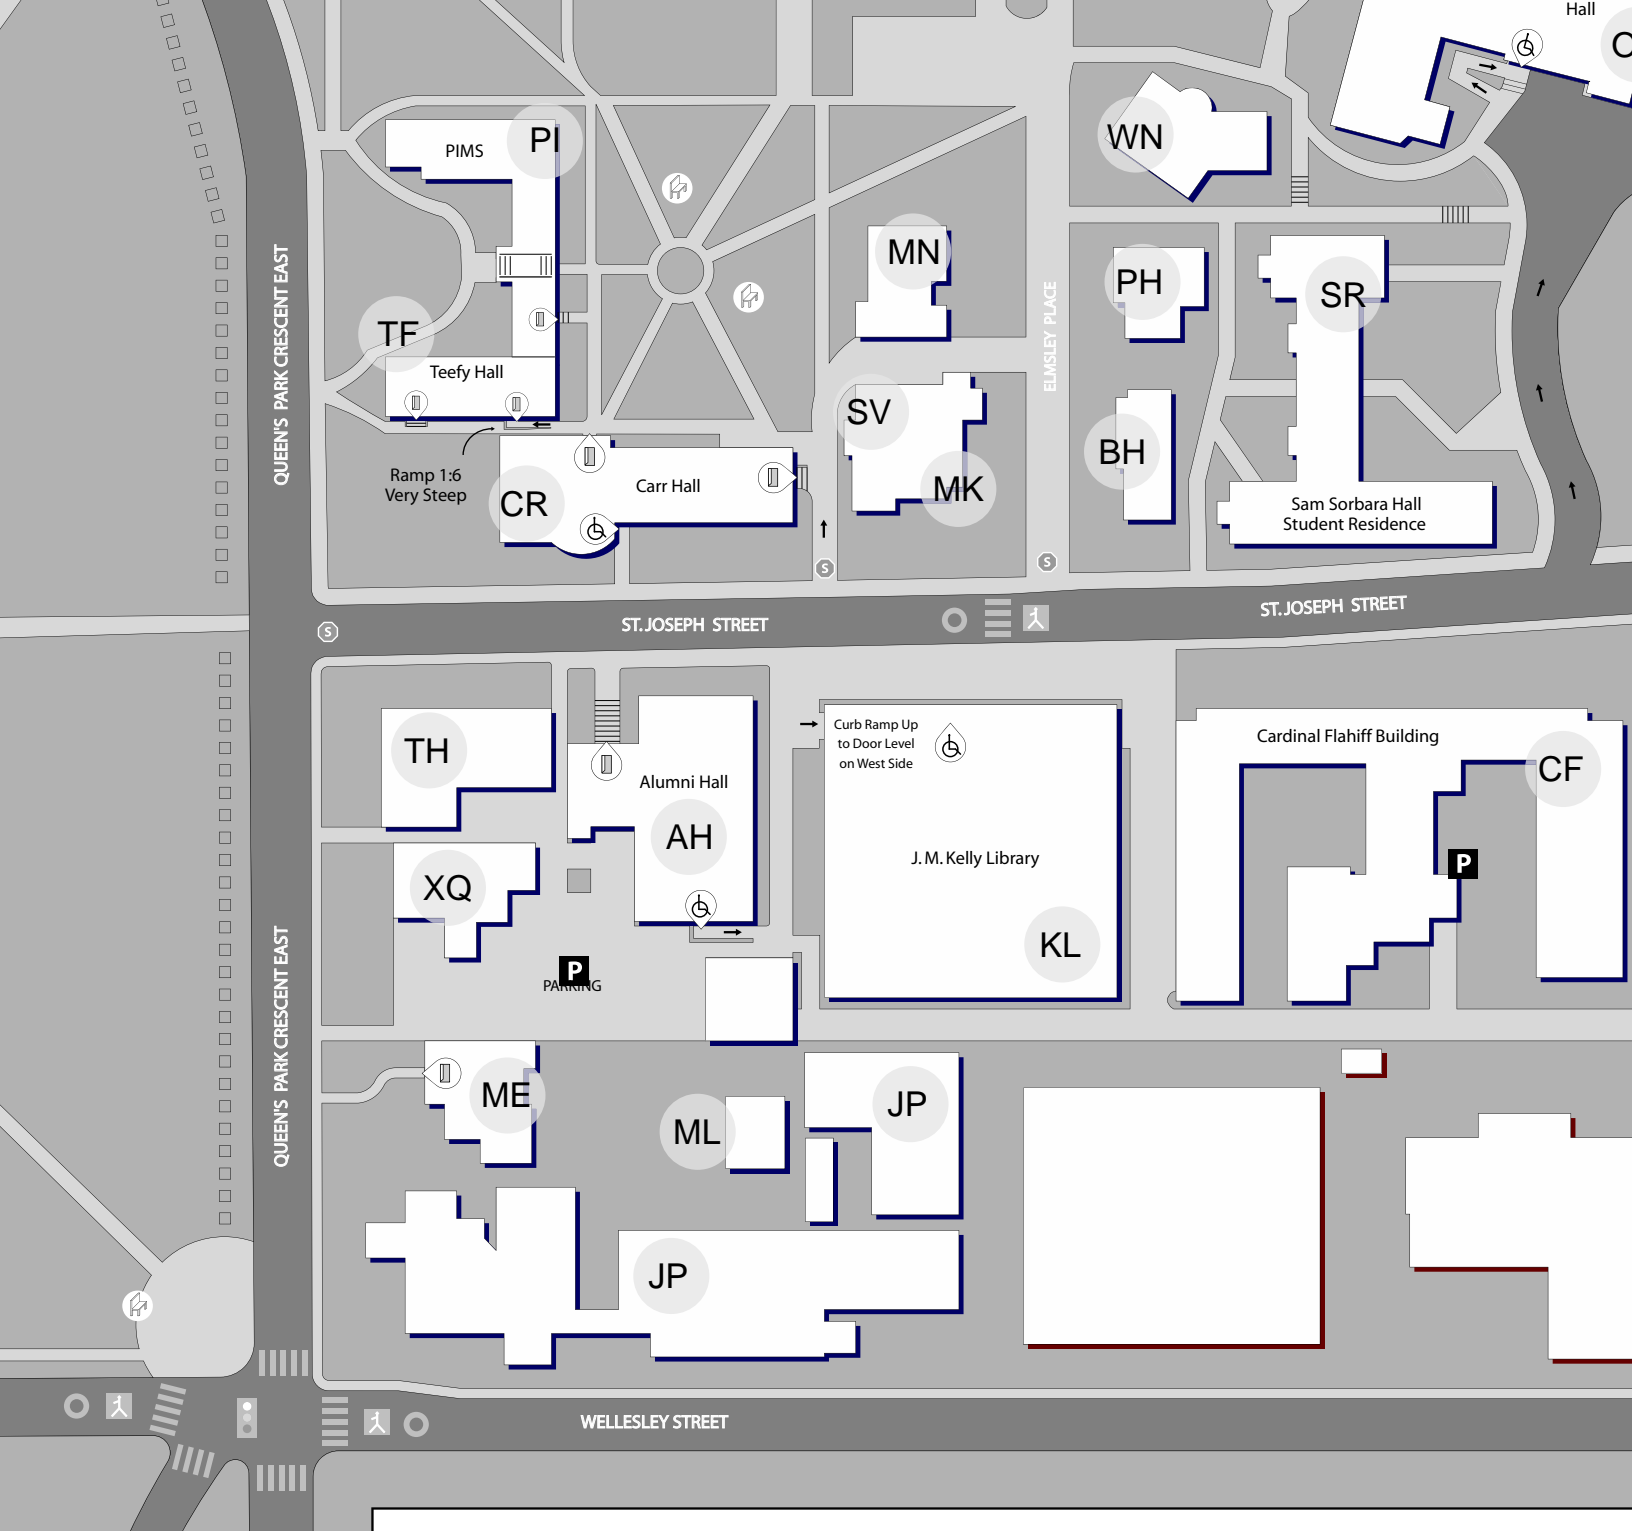 Hall
C
PI
PIMS
WN
MN
PH
SR
TF
Teefy Hall
QUEEN'S PARK CRESCENT EAST
ELMSLEY PLACE
SV
BH
Ramp 1:6
Very Steep
CR
Carr Hall
MK
Sam Sorbara Hall
Student Residence
S
S
S
ST. JOSEPH STREET
ST. JOSEPH STREET
TH
Alumni Hall
AH
Curb Ramp Up
to Door Level
on West Side
Cardinal Flahiff Building
CF
P
J. M. Kelly Library
XQ
KL
P
PARKING
QUEEN'S PARK CRESCENT EAST
ME
ML
JP
JP
WELLESLEY STREET